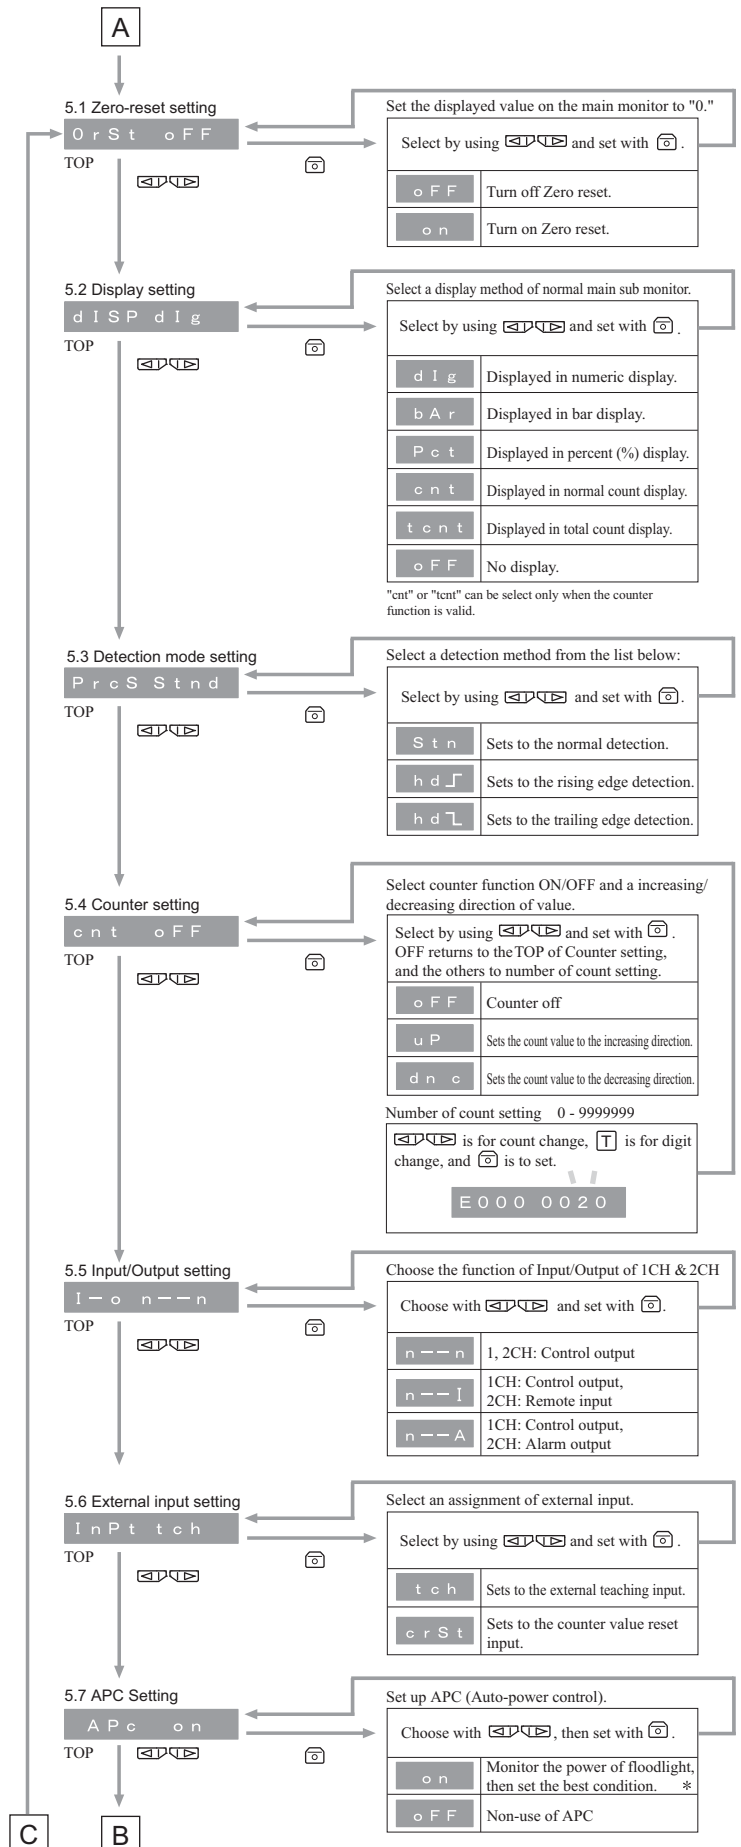 A
5.1 Zero-reset setting
0rSt oFF
TOP
Set the displayed value on the main monitor to "0."
Select by using and set with .
oFF Turn off Zero reset.
on Turn on Zero reset.
5.2 Display setting
dISP dIg
TOP
Select a display method of normal main sub monitor.
Select by using and set with .
dIg Displayed in numeric display.
bAr Displayed in bar display.
Pct Displayed in percent (%) display.
cnt Displayed in normal count display.
tcnt Displayed in total count display.
oFF No display.
"cnt" or "tcnt" can be select only when the counter
function is valid.
5.3 Detection mode setting
PrcS Stnd
TOP
Select a detection method from the list below:
Select by using and set with .
Stn Sets to the normal detection.
hd Sets to the rising edge detection.
hd Sets to the trailing edge detection.
5.4 Counter setting
cnt oFF
TOP
Select counter function ON/OFF and a increasing/
decreasing direction of value.
Select by using and set with .
OFF returns to the TOP of Counter setting,
and the others to number of count setting.
oFF Counter off
uP Sets the count value to the increasing direction.
dn c Sets the count value to the decreasing direction.
Number of count setting 0 - 9999999
is for count change, T is for digit
change, and is to set.
E000 0020
5.5 Input/Output setting
I－o n－－n
TOP
Choose the function of Input/Output of 1CH & 2CH
Choose with and set with .
n－－n 1, 2CH: Control output
n－－I 1CH: Control output,
2CH: Remote input
n－－A 1CH: Control output,
2CH: Alarm output
5.6 External input setting
InPt tch
TOP
Select an assignment of external input.
Select by using and set with .
tch Sets to the external teaching input.
crSt Sets to the counter value reset
input.
5.7 APC Setting
APc on
TOP
Set up APC (Auto-power control).
Choose with , then set with .
on Monitor the power of floodlight,
then set the best condition. *
oFF Non-use of APC
C
B